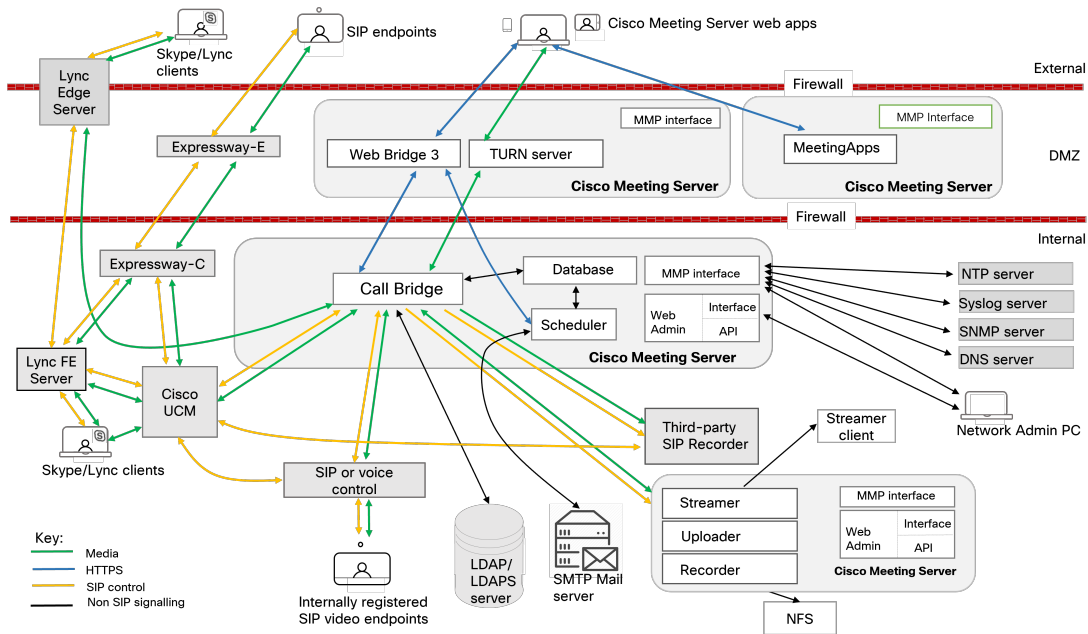 Skype/Lync
clients
SIP endpoints
Cisco Meeting Server web apps
External
Lync
Edge
Server
Firewall
MMP interface
MMP Interface
Expressway-E
Web Bridge 3
TURN server
MeetingApps
DMZ
Cisco Meeting Server
Cisco Meeting Server
Firewall
Internal
Expressway-C
Call Bridge
Database
MMP interface
NTP server
Scheduler
Web
Admin
Interface
API
Syslog server
SNMP server
DNS server
Cisco Meeting Server
Lync FE
Server
Cisco
UCM
Network Admin PC
Streamer
client
Third-party
SIP Recorder
Skype/Lync clients
SIP or voice
control
Streamer
Uploader
Recorder
MMP interface
Web
Admin
Interface
API
Cisco Meeting Server
Key:
Media
HTTPS
SIP control
Non SIP signalling
LDAP/
LDAPS
server
SMTP Mail
server
Internally registered
SIP video endpoints
NFS